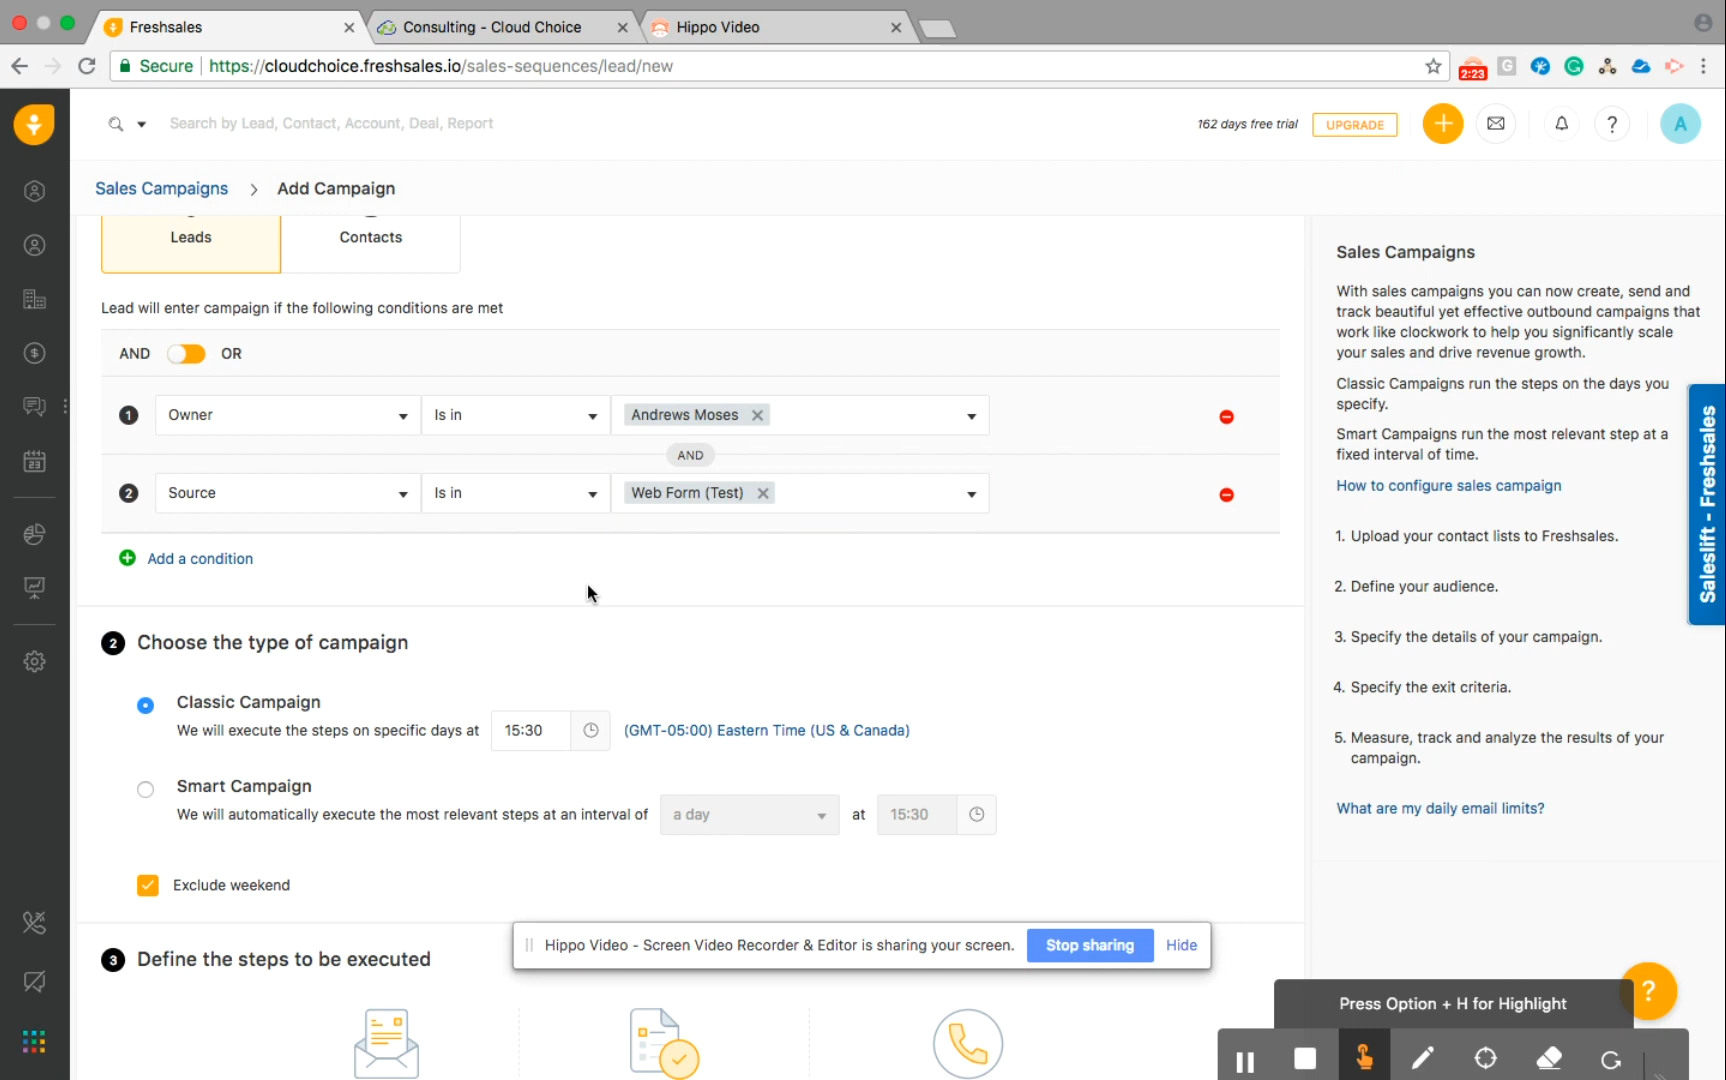 Freshsales
Consulting - Cloud Choice
Hippo Video
Secure
https://cloudchoice.freshsales.io/sales-sequences/lead/new
2:23
G
Search by Lead, Contact, Account, Deal, Report
162 days free trial
UPGRADE
?
A
Sales Campaigns > Add Campaign
Leads
Contacts
Lead will enter campaign if the following conditions are met
AND
OR
1 Owner Is in Andrews Moses
AND
2 Source Is in Web Form (Test)
Add a condition
2 Choose the type of campaign
Classic Campaign
We will execute the steps on specific days at 15:30 (GMT-05:00) Eastern Time (US & Canada)
Smart Campaign
We will automatically execute the most relevant steps at an interval of a day at 15:30
Exclude weekend
3 Define the steps to be executed
Hippo Video - Screen Video Recorder & Editor is sharing your screen. Stop sharing Hide
Sales Campaigns
With sales campaigns you can now create, send and
track beautiful yet effective outbound campaigns that
work like clockwork to help you significantly scale
your sales and drive revenue growth.
Classic Campaigns run the steps on the days you
specify.
Smart Campaigns run the most relevant step at a
fixed interval of time.
How to configure sales campaign
1. Upload your contact lists to Freshsales.
2. Define your audience.
3. Specify the details of your campaign.
4. Specify the exit criteria.
5. Measure, track and analyze the results of your
campaign.
What are my daily email limits?
Saleslift - Freshsales
?
Press Option + H for Highlight
23